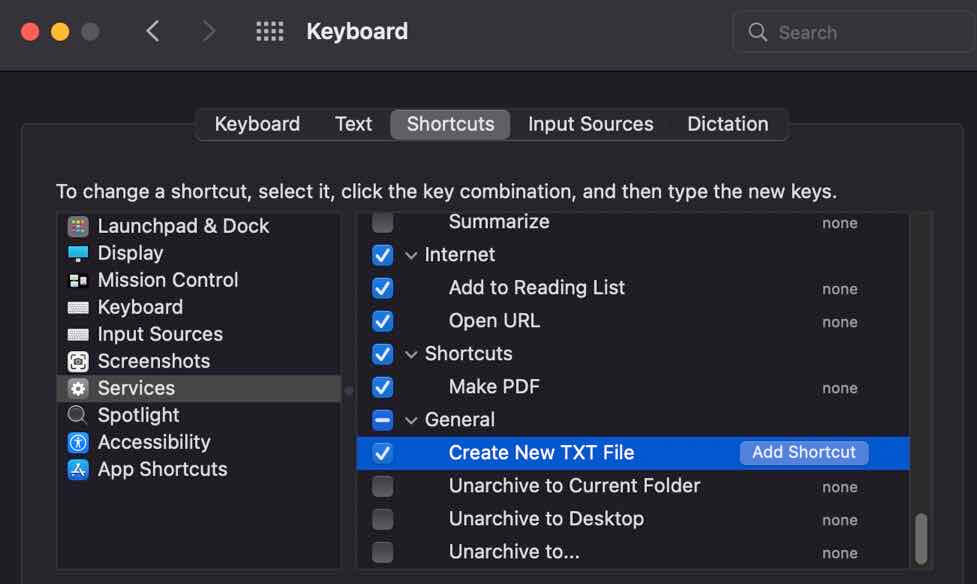 Keyboard
Search
Keyboard Text Shortcuts Input Sources Dictation
To change a shortcut, select it, click the key combination, and then type the new keys.
Launchpad & Dock
Display
Mission Control
Keyboard
Input Sources
Screenshots
Services
Spotlight
Accessibility
App Shortcuts
Summarize none
Internet
Add to Reading List none
Open URL none
Shortcuts
Make PDF none
General
Create New TXT File Add Shortcut
Unarchive to Current Folder none
Unarchive to Desktop none
Unarchive to... none